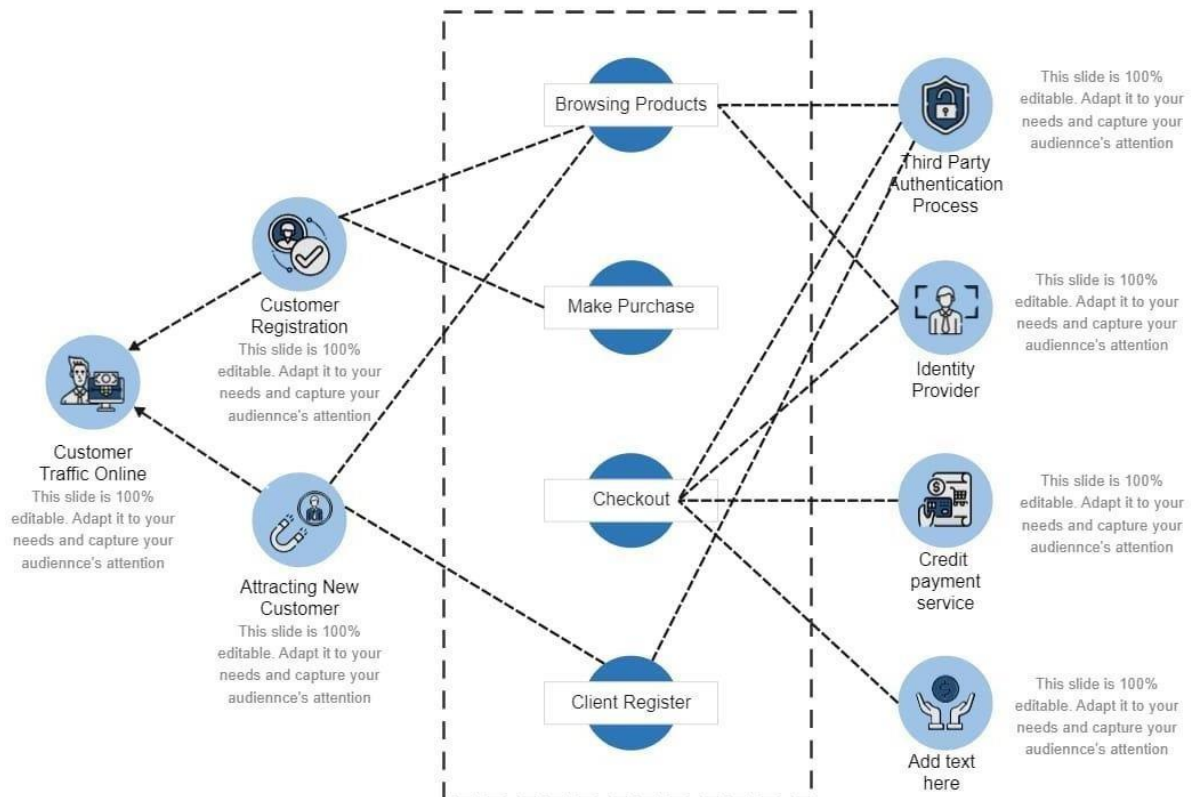 Browsing Products
Make Purchase
Checkout
Client Register
Customer
Registration
This slide is 100%
editable. Adapt it to your
needs and capture your
audiennce's attention
Customer
Traffic Online
This slide is 100%
editable. Adapt it to your
needs and capture your
audiennce's attention
Attracting New
Customer
This slide is 100%
editable. Adapt it to your
needs and capture your
audiennce's attention
Third Party
Authentication
Process
This slide is 100%
editable. Adapt it to your
needs and capture your
audiennce's attention
Identity
Provider
This slide is 100%
editable. Adapt it to your
needs and capture your
audiennce's attention
Credit
payment
service
This slide is 100%
editable. Adapt it to your
needs and capture your
audiennce's attention
Add text
here
This slide is 100%
editable. Adapt it to your
needs and capture your
audiennce's attention